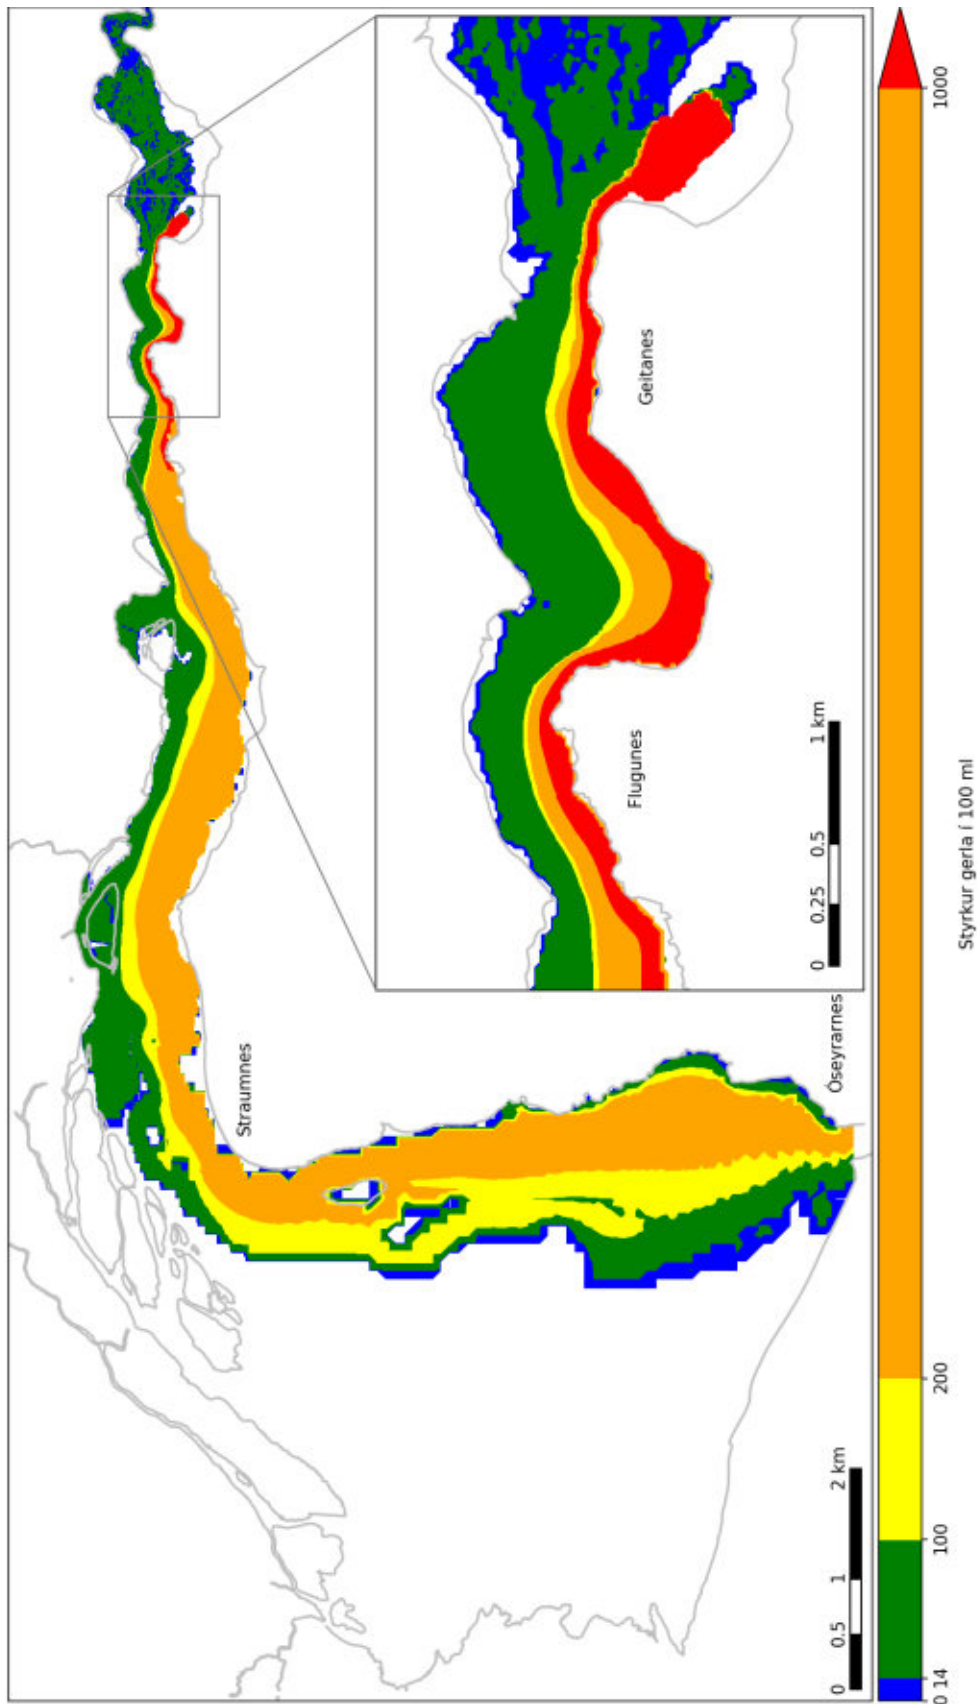 Straumnes
Óseyrarnes
Flugunes
Geitanes
0 0.25 0.5 1 km
0 0.5 1 2 km
0 14 100 200 1000
Styrkur gerla í 100 ml